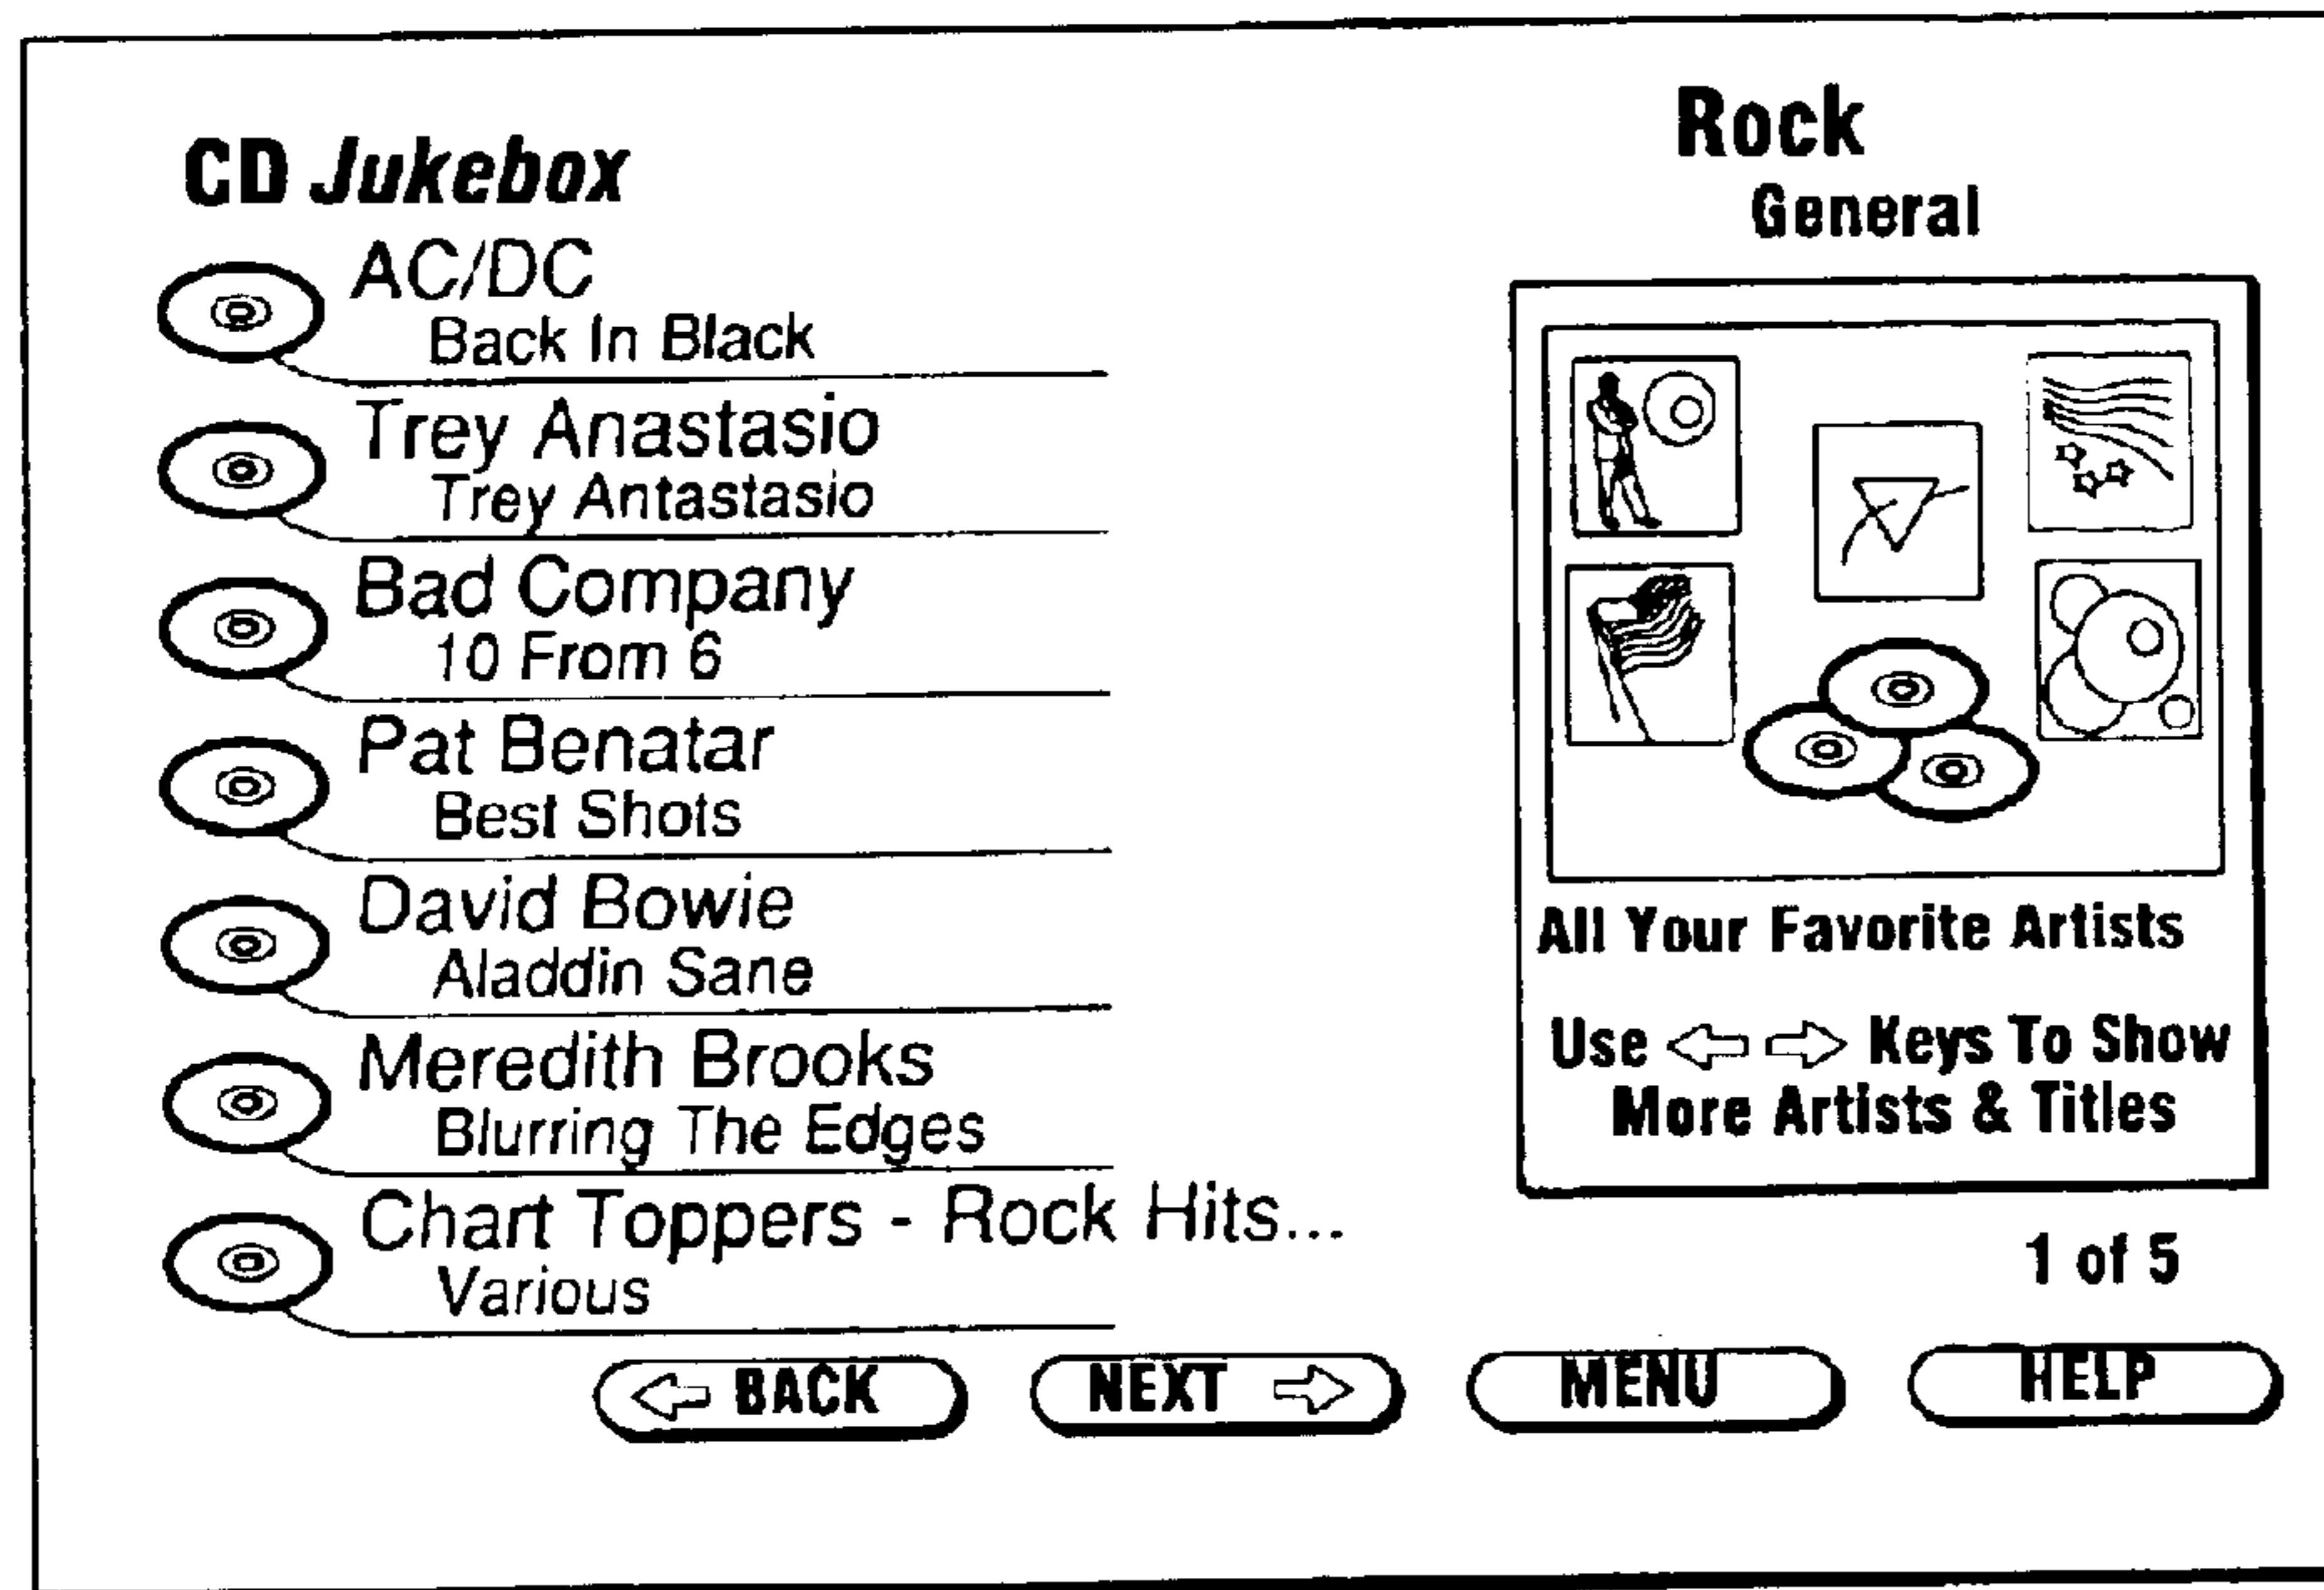 CD Jukebox
AC/DC
Back In Black
Trey Anastasio
Trey Antastasio
Bad Company
10 From 6
Pat Benatar
Best Shots
David Bowie
Aladdin Sane
Meredith Brooks
Blurring The Edges
Chart Toppers - Rock Hits...
Various
Rock
General
All Your Favorite Artists
Use ⇦ ⇨ Keys To Show
More Artists & Titles
1 of 5
⇦ BACK NEXT ⇨ MENU HELP